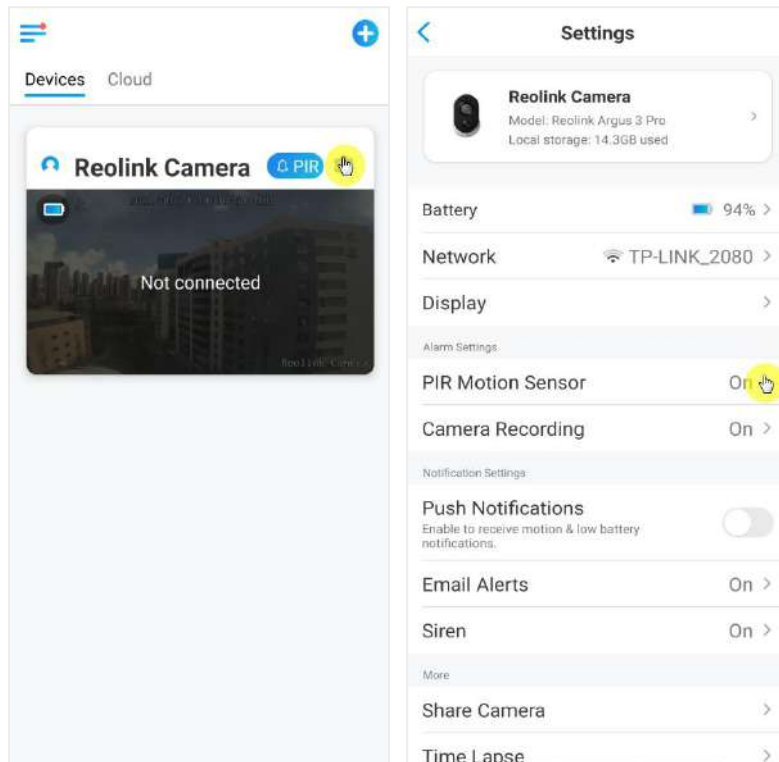 Devices Cloud
Reolink Camera PIR
Not connected
Reolink Camera
Settings
Reolink Camera
Model: Reolink Argus 3 Pro
Local storage: 14.3GB used
Battery 94%
Network TP-LINK_2080
Display
Alarm Settings
PIR Motion Sensor On
Camera Recording On
Notification Settings
Push Notifications
Enable to receive motion & low battery
notifications.
Email Alerts On
Siren On
More
Share Camera
Time Lapse